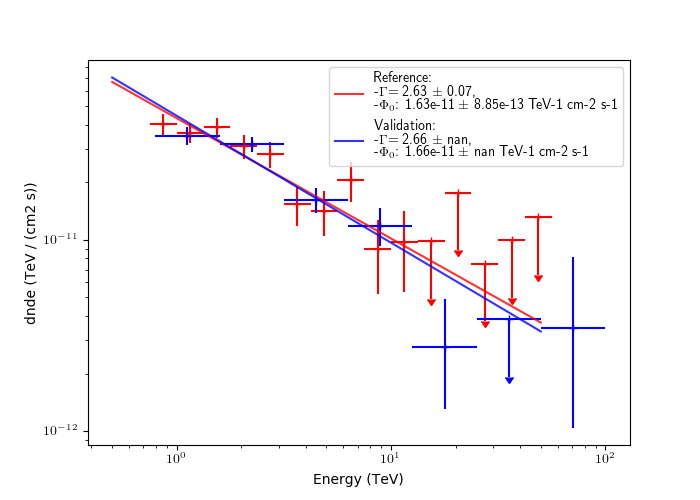 Reference:
-Γ= 2.63 ± 0.07,
-Φ₀: 1.63e-11 ± 8.85e-13 TeV-1 cm-2 s-1
Validation:
-Γ= 2.66 ± nan,
-Φ₀: 1.66e-11 ± nan TeV-1 cm-2 s-1
dnde (TeV / (cm2 s))
10⁻¹¹
10⁻¹²
10⁰ 10¹ 10²
Energy (TeV)